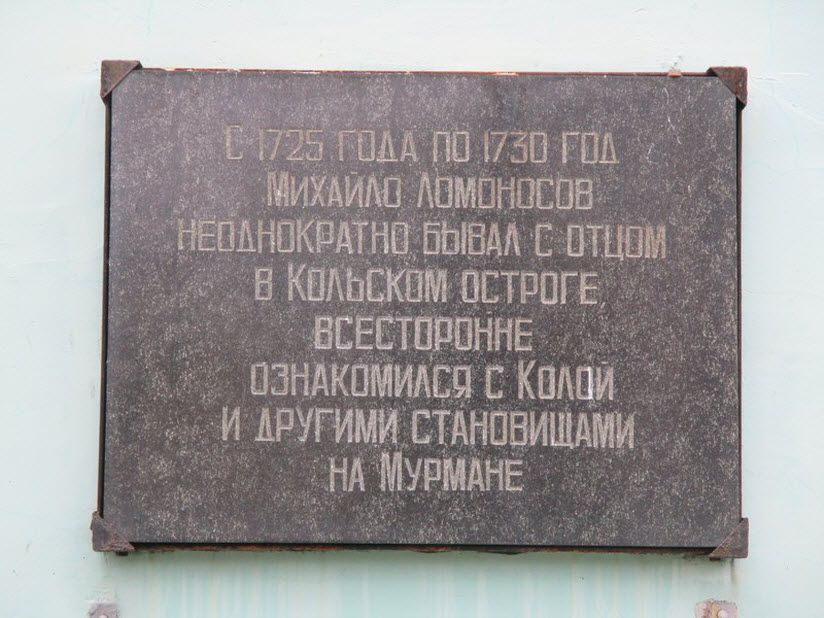 С 1725 ГОДА ПО 1730 ГОД
МИХАЙЛО ЛОМОНОСОВ
НЕОДНОКРАТНО БЫВАЛ С ОТЦОМ
В КОЛЬСКОМ ОСТРОГЕ,
ВСЕСТОРОННЕ
ОЗНАКОМИЛСЯ С КОЛОЙ
И ДРУГИМИ СТАНОВИЩАМИ
НА МУРМАНЕ